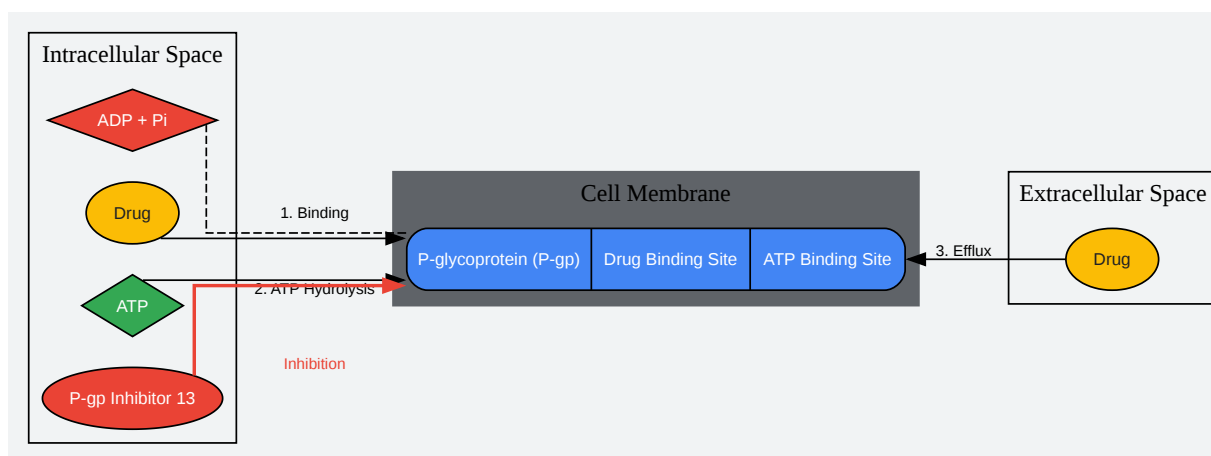 Intracellular Space
ADP + Pi
Drug
ATP
P-gp Inhibitor 13
1. Binding
2. ATP Hydrolysis
Inhibition
Cell Membrane
P-glycoprotein (P-gp)
Drug Binding Site
ATP Binding Site
3. Efflux
Extracellular Space
Drug